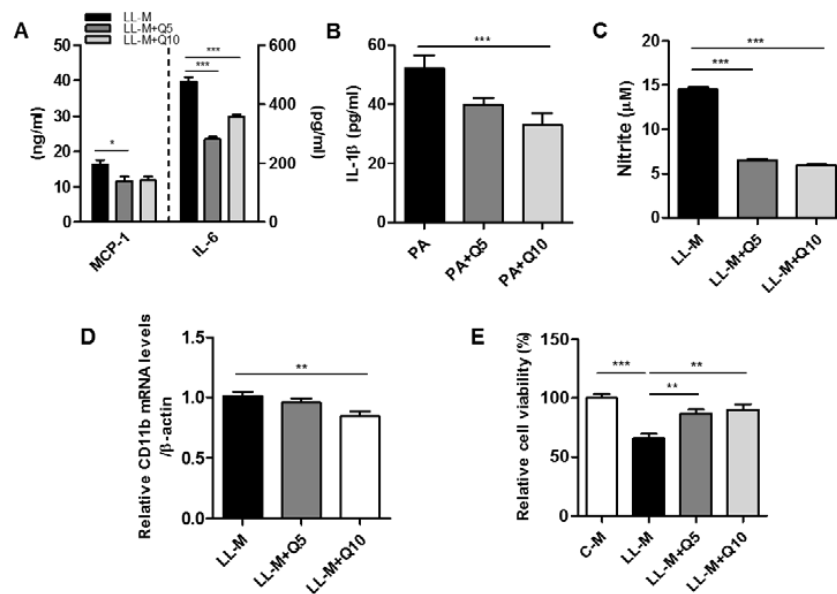 A
LL-M
LL-M+Q5
LL-M+Q10
(ng/ml)
50
40
30
20
10
0
*
***
***
600
400
200
0
(pg/ml)
MCP-1
IL-6
B
***
IL-1β (pg/ml)
60
40
20
0
PA
PA+Q5
PA+Q10
C
***
***
Nitrite (μM)
20
15
10
5
0
LL-M
LL-M+Q5
LL-M+Q10
D
**
Relative CD11b mRNA levels
/β-actin
1.5
1.0
0.5
0.0
LL-M
LL-M+Q5
LL-M+Q10
E
***
**
**
Relative cell viability (%)
150
100
50
0
C-M
LL-M
LL-M+Q5
LL-M+Q10